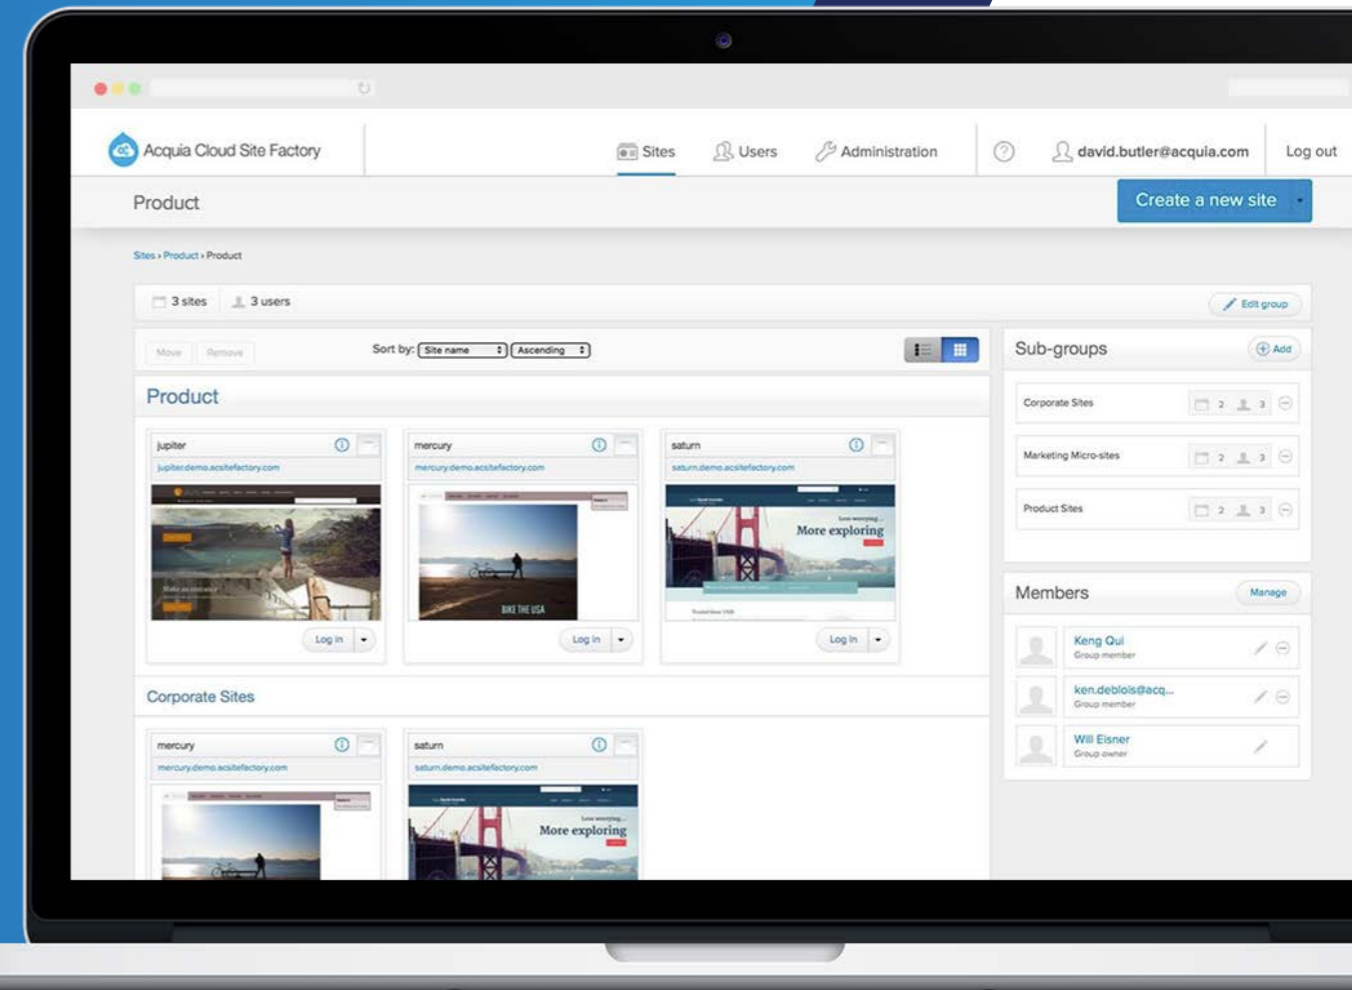 Acquia Cloud Site Factory
Sites
Users
Administration
?
david.butler@acquia.com
Log out
Product
Create a new site
Sites › Product › Product
3 sites
3 users
Edit group
Move
Remove
Sort by:
Site name
Ascending
Product
jupiter
jupiter.demo.acsitefactory.com
Log in
mercury
mercury.demo.acsitefactory.com
BIKE THE USA
Log in
saturn
saturn.demo.acsitefactory.com
Less worrying...
More exploring
Log in
Corporate Sites
mercury
mercury.demo.acsitefactory.com
saturn
saturn.demo.acsitefactory.com
Less worrying...
More exploring
Sub-groups
Add
Corporate Sites
2
3
Marketing Micro-sites
2
3
Product Sites
2
3
Members
Manage
Keng Qui
Group member
ken.deblois@acq...
Group member
Will Eisner
Group owner